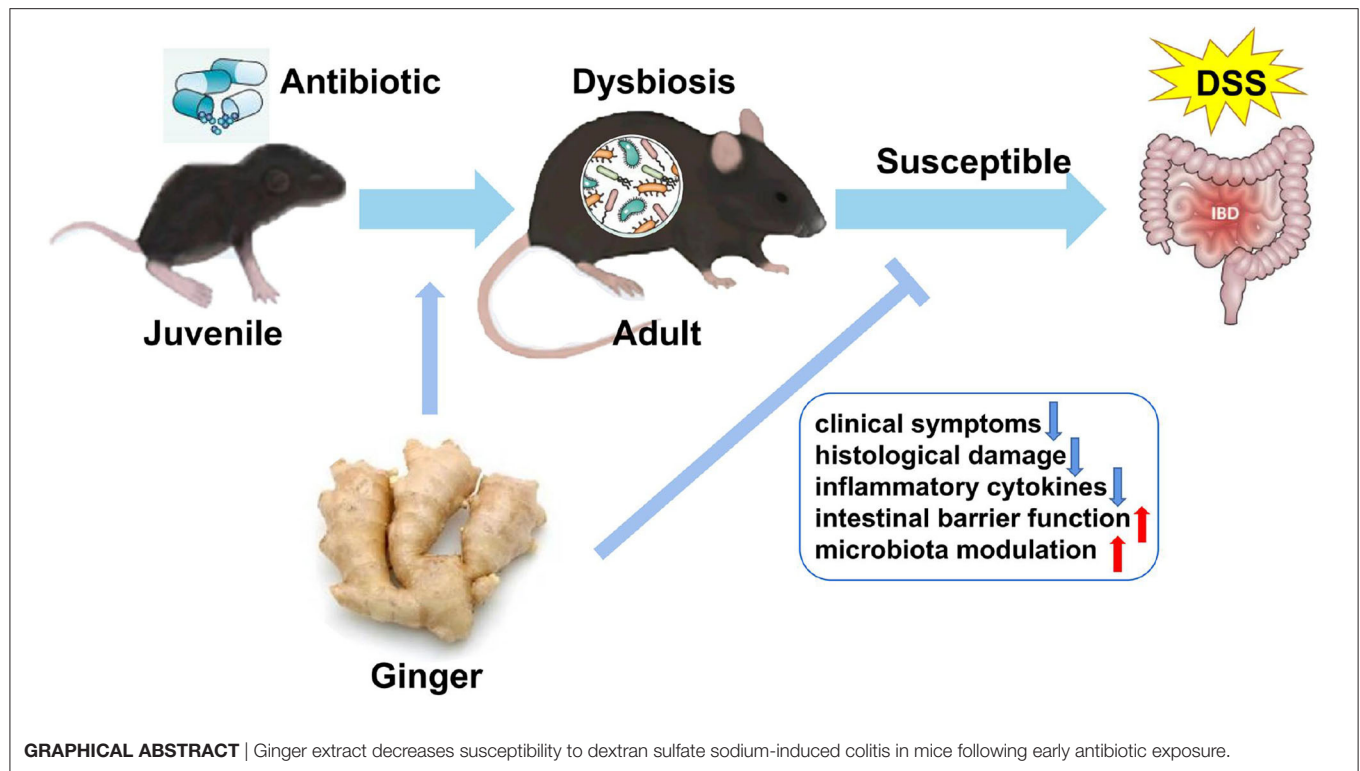 Antibiotic
Dysbiosis
DSS
Susceptible
IBD
Juvenile
Adult
clinical symptoms
histological damage
inflammatory cytokines
intestinal barrier function
microbiota modulation
Ginger
GRAPHICAL ABSTRACT | Ginger extract decreases susceptibility to dextran sulfate sodium-induced colitis in mice following early antibiotic exposure.